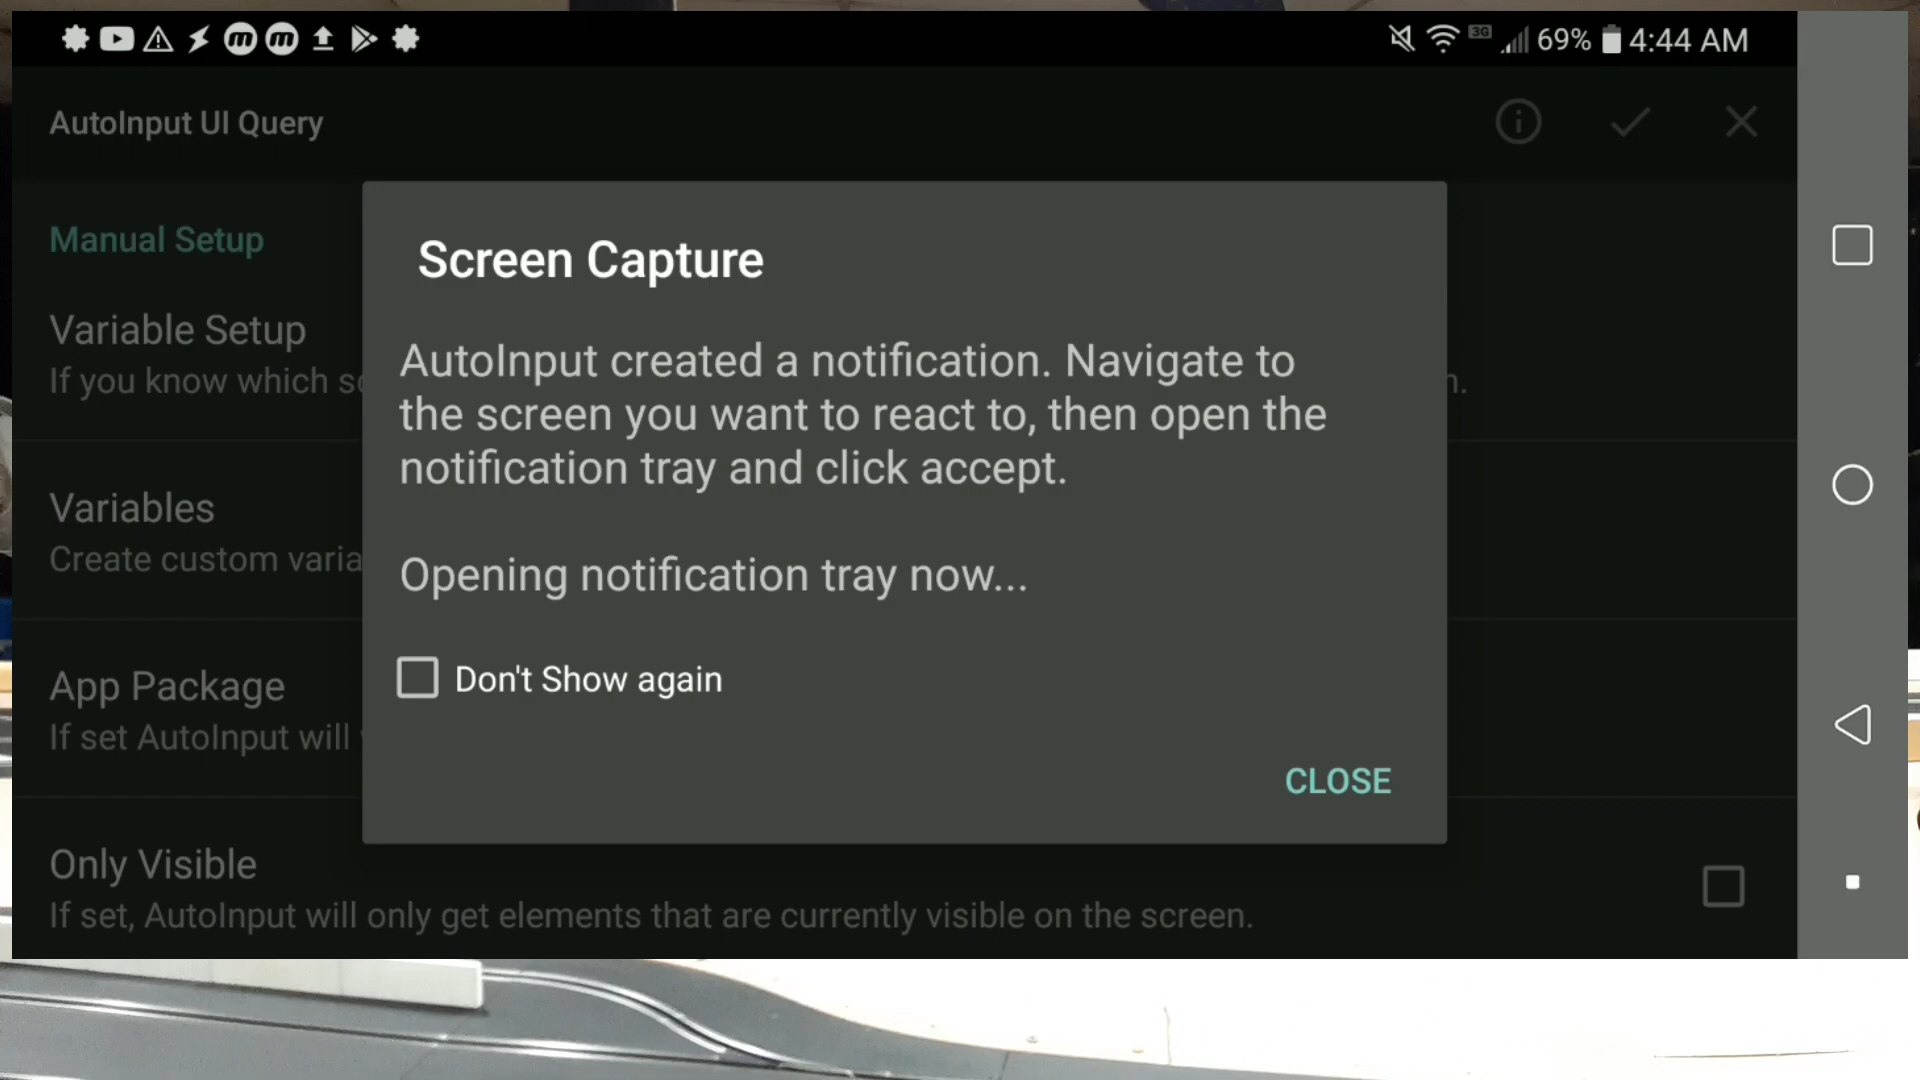 3G 69% 4:44 AM
AutoInput UI Query
Manual Setup
Screen Capture
Variable Setup
If you know which
AutoInput created a notification. Navigate to
the screen you want to react to, then open the
notification tray and click accept.
Variables
Create custom varia
Opening notification tray now...
Don't Show again
App Package
If set AutoInput will
CLOSE
Only Visible
If set, AutoInput will only get elements that are currently visible on the screen.